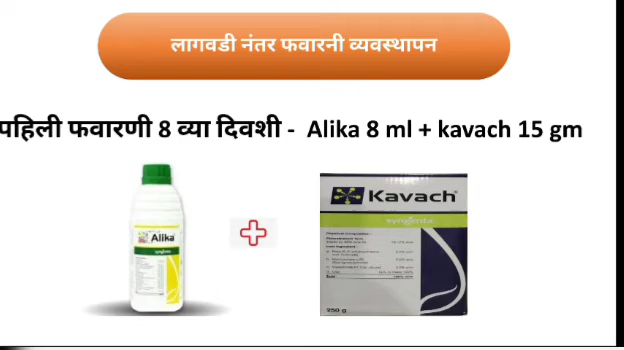 लागवडी नंतर फवारनी व्यवस्थापन
पहिली फवारणी 8 व्या दिवशी - Alika 8 ml + kavach 15 gm
Alika
syngenta
Kavach
syngenta
250 g